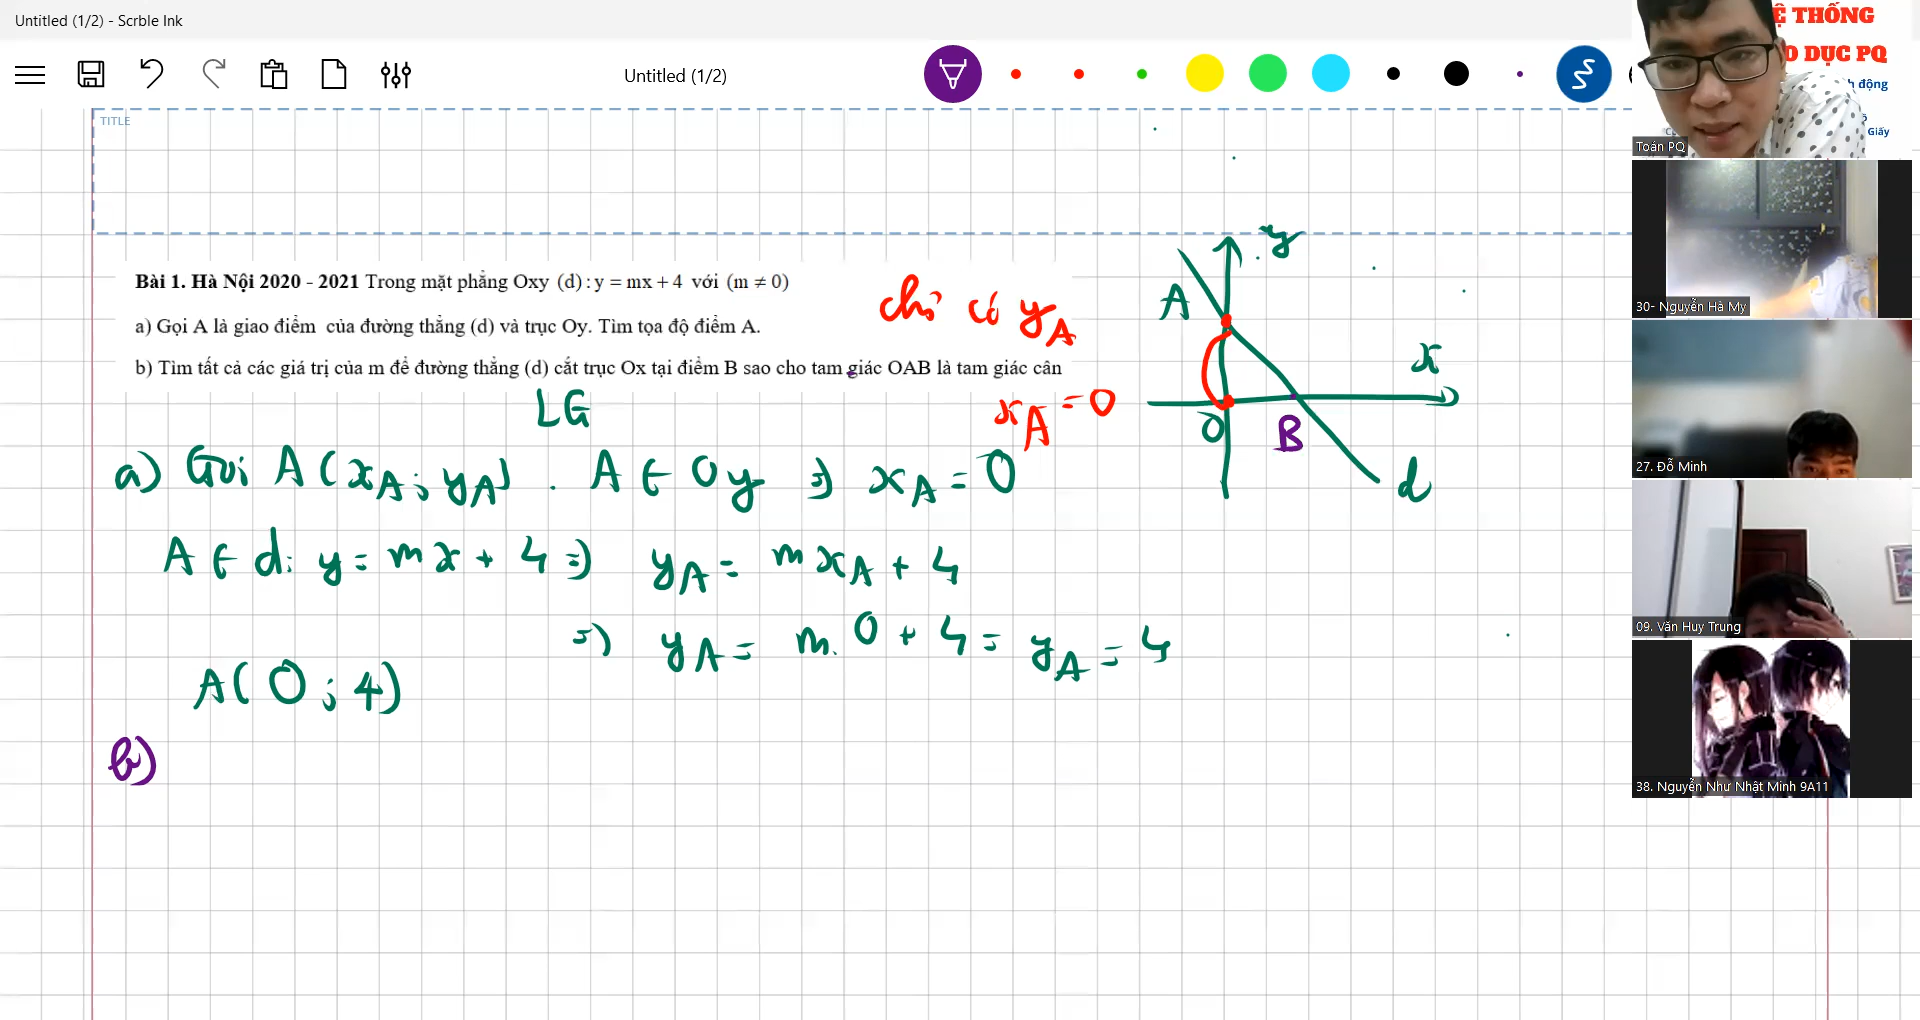 Untitled (1/2) - Scrble Ink
Untitled (1/2)
TITLE
Bài 1. Hà Nội 2020 - 2021 Trong mặt phẳng Oxy (d) : y = mx + 4 với (m ≠ 0)
a) Gọi A là giao điểm của đường thẳng (d) và trục Oy. Tìm tọa độ điểm A.
b) Tìm tất cả các giá trị của m để đường thẳng (d) cắt trục Ox tại điểm B sao cho tam giác OAB là tam giác cân
chỉ có yA
xA = 0
y
A
x
O
B
d
LG
a) Gọi A(xA; yA) . A ∈ Oy ⇒ xA = 0
A ∈ d: y = mx + 4 => yA = mxA + 4
=> yA = m. 0 + 4 = yA = 4
A(0; 4)
b)
Ệ THỐNG
O DỤC PQ
h động
Giấy
Toán PQ
30- Nguyễn Hà My
27. Đỗ Minh
09. Văn Huy Trung
38. Nguyễn Như Nhật Minh 9A11